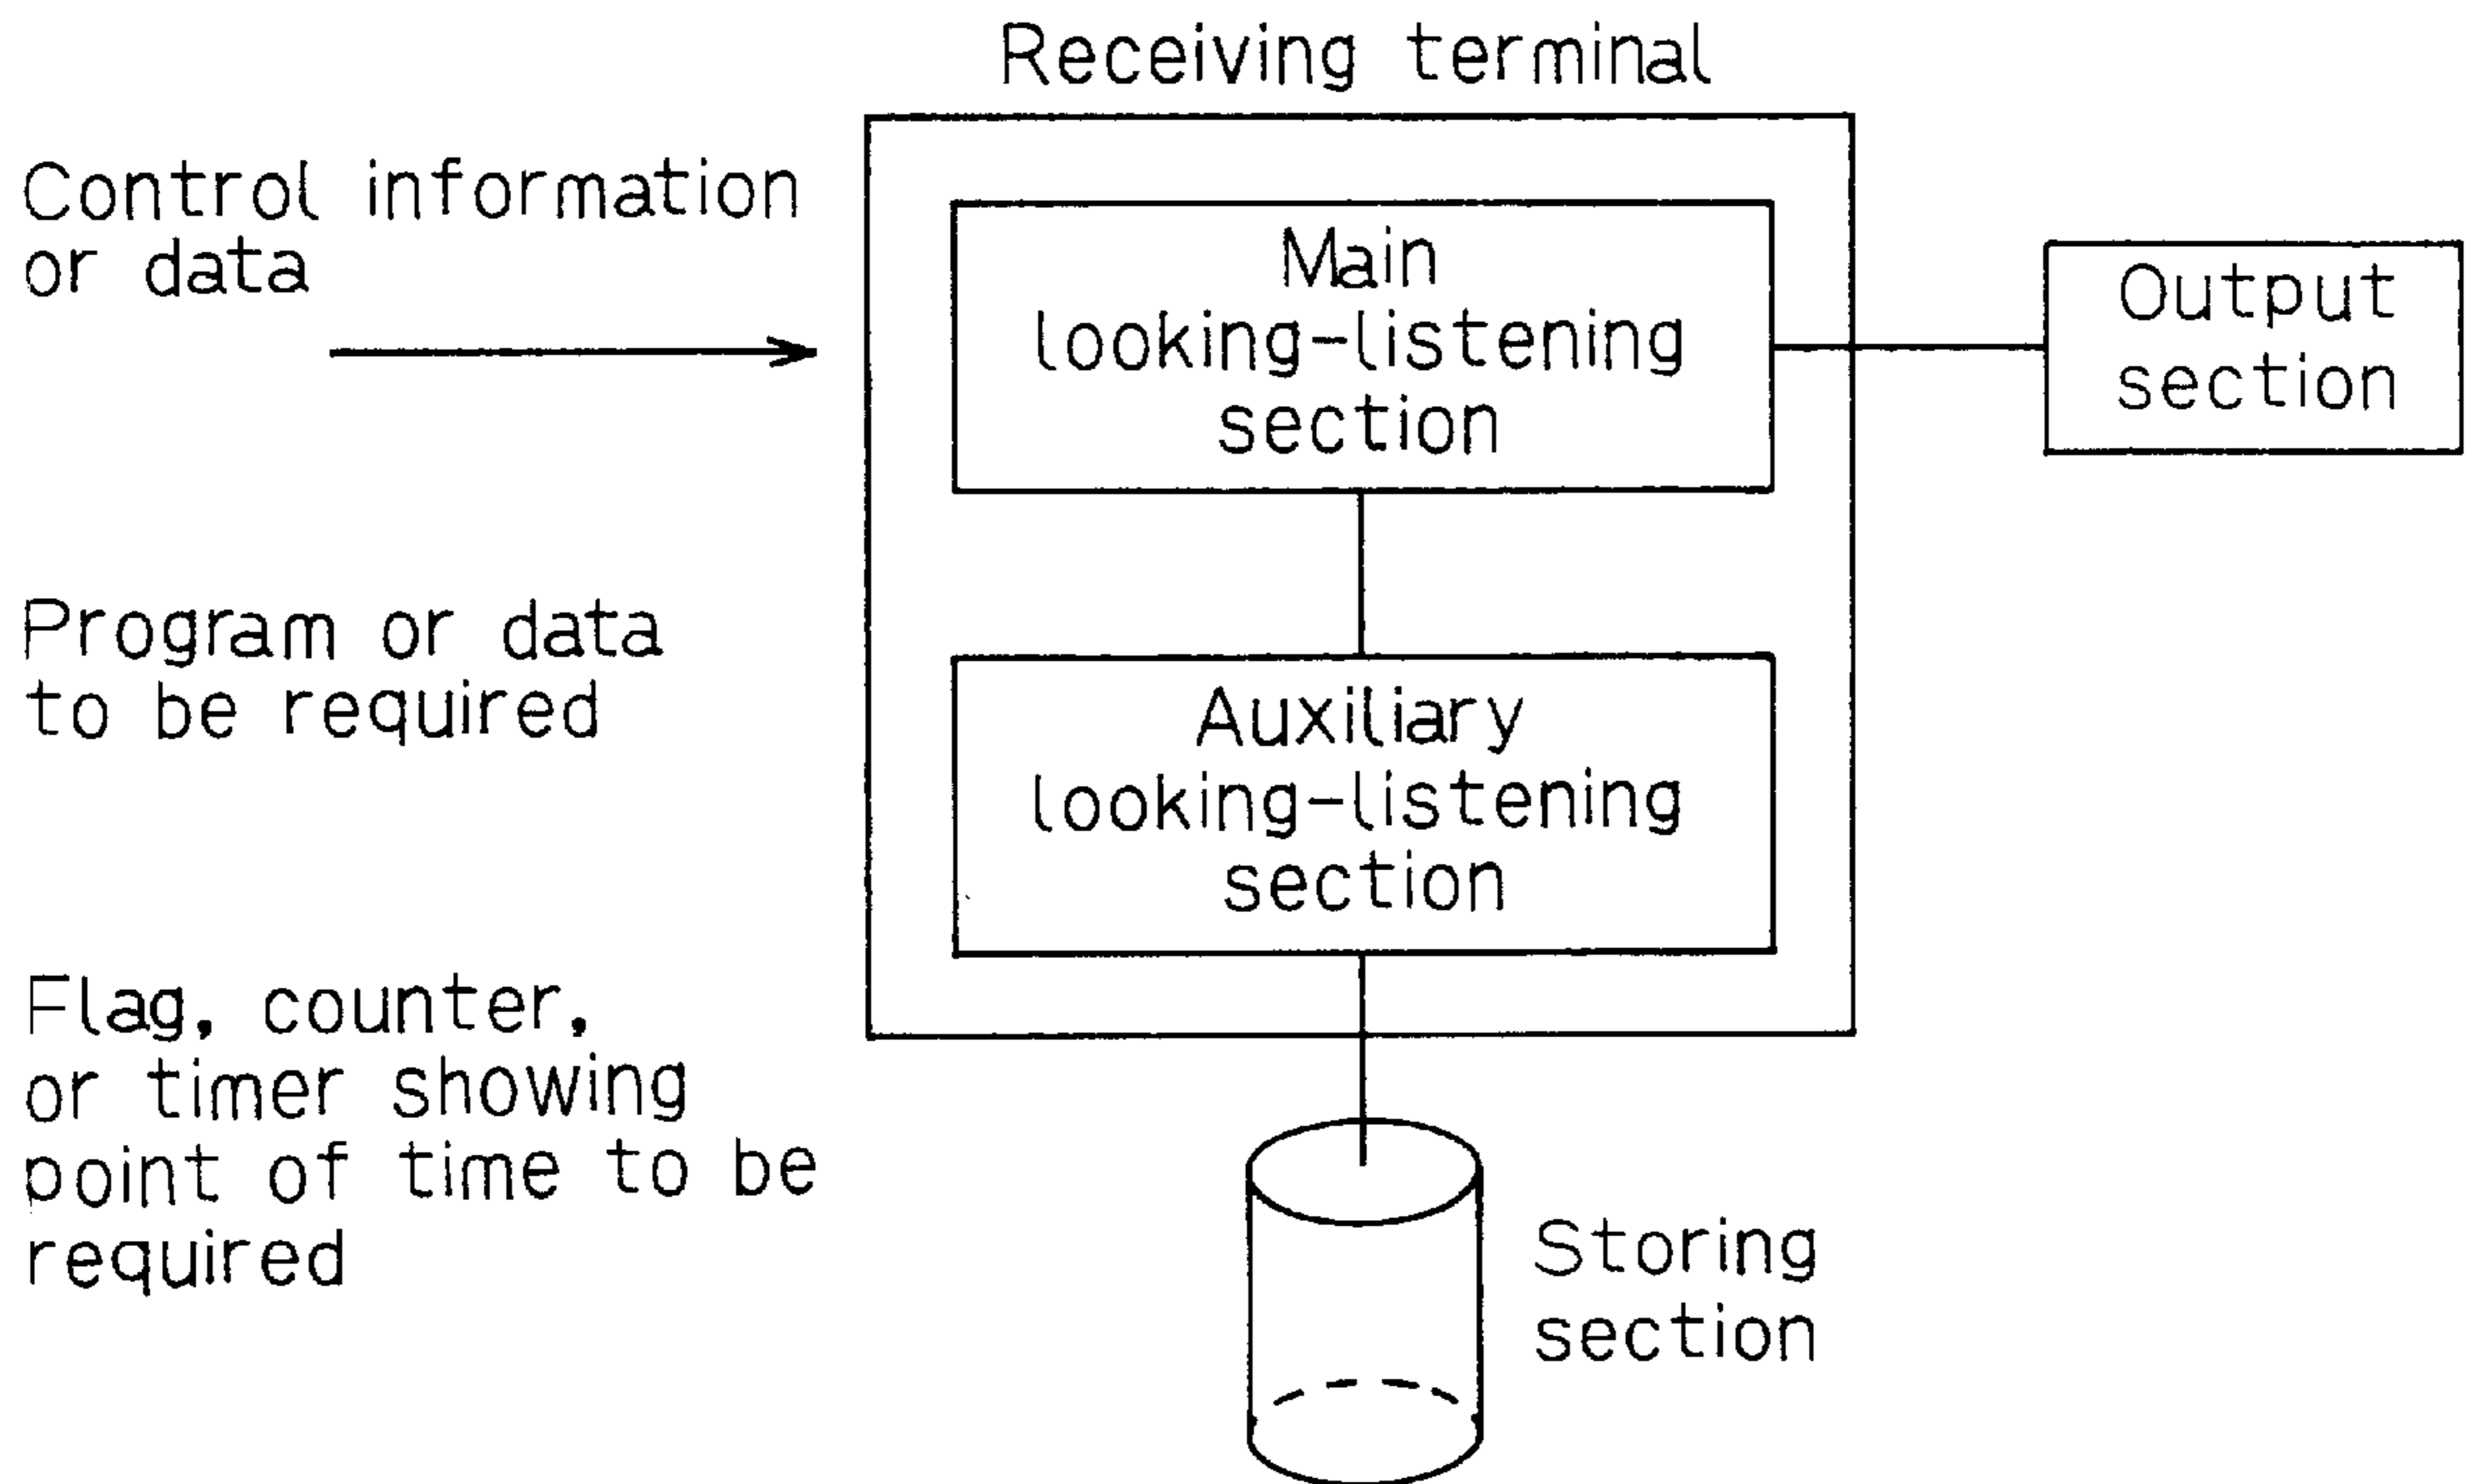 Receiving terminal
Control information
or data
Main
looking-listening
section
Output
section
Program or data
to be required
Auxiliary
looking-listening
section
Flag, counter,
or timer showing
point of time to be
required
Storing
section